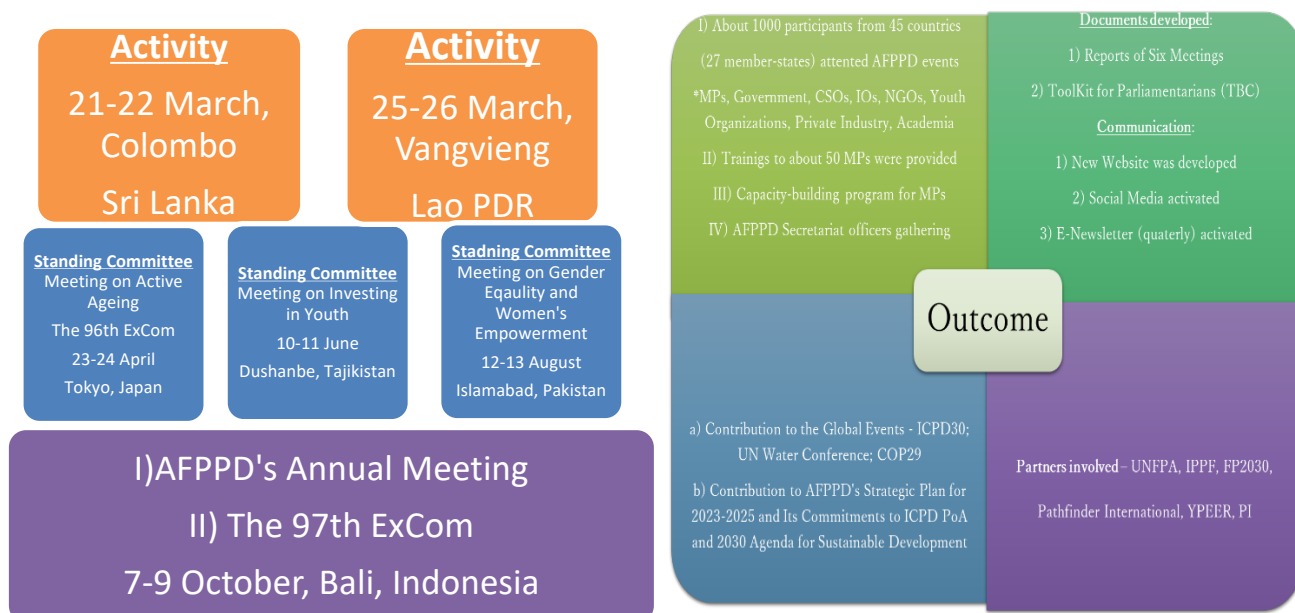 Activity
21-22 March,
Colombo
Sri Lanka
Activity
25-26 March,
Vangvieng
Lao PDR
Standing Committee
Meeting on Active
Ageing
The 96th ExCom
23-24 April
Tokyo, Japan
Standing Committee
Meeting on Investing
in Youth
10-11 June
Dushanbe, Tajikistan
Stadning Committee
Meeting on Gender
Eqaulity and
Women's
Empowerment
12-13 August
Islamabad, Pakistan
I)AFPPD's Annual Meeting
II) The 97th ExCom
7-9 October, Bali, Indonesia
I) About 1000 participants from 45 countries
(27 member-states) attented AFPPD events
*MPs, Government, CSOs, IOs, NGOs, Youth
Organizations, Private Industry, Academia
II) Trainigs to about 50 MPs were provided
III) Capacity-building program for MPs
IV) AFPPD Secretariat officers gathering
Documents developed:
1) Reports of Six Meetings
2) ToolKit for Parliamentarians (TBC)
Communication:
1) New Website was developed
2) Social Media activated
3) E-Newsletter (quaterly) activated
Outcome
a) Contribution to the Global Events - ICPD30;
UN Water Conference; COP29
b) Contribution to AFPPD's Strategic Plan for
2023-2025 and Its Commitments to ICPD PoA
and 2030 Agenda for Sustainable Development
Partners involved – UNFPA, IPPF, FP2030,
Pathfinder International, YPEER, PI